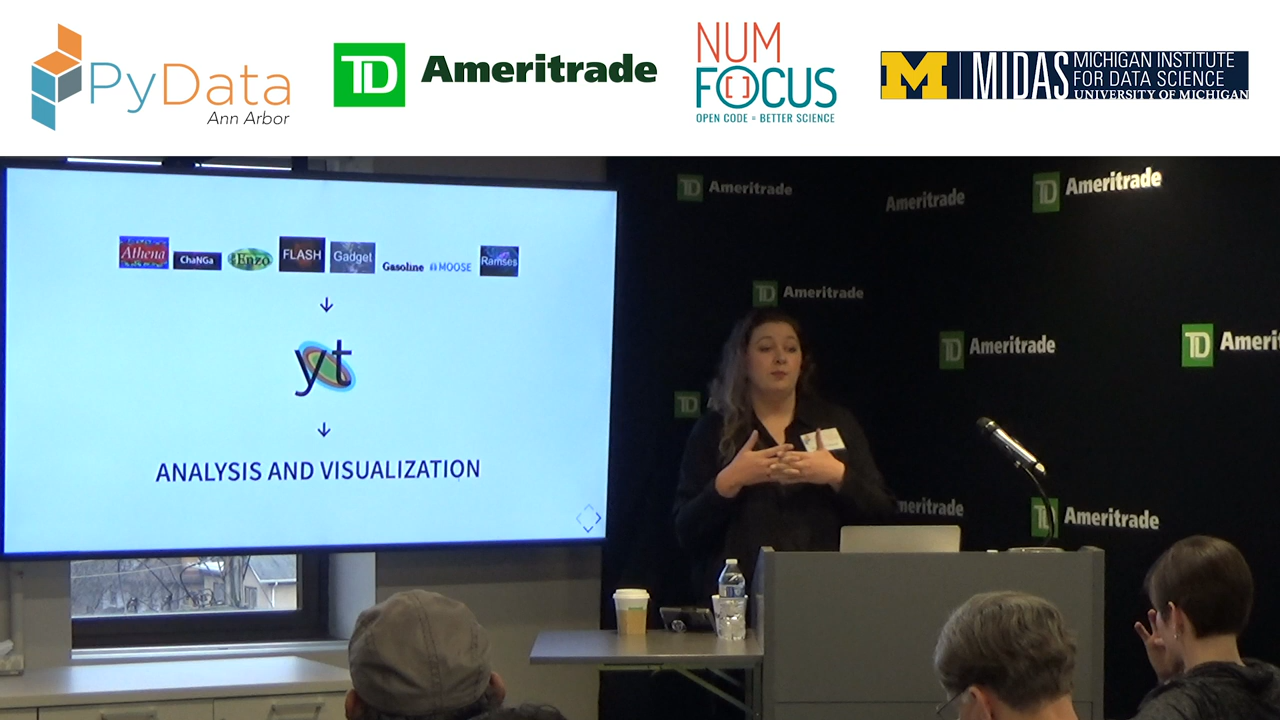 PyData
Ann Arbor
TD Ameritrade
NUM
FOCUS
OPEN CODE = BETTER SCIENCE
M MIDAS
MICHIGAN INSTITUTE
FOR DATA SCIENCE
UNIVERSITY OF MICHIGAN
Athena
ChaNGa
Enzo
FLASH
Gadget
Gasoline
MOOSE
Ramses
yt
ANALYSIS AND VISUALIZATION
TD Ameritrade
Ameritrade
TD Ameritrade
TD Ameritrade
TD Ameritrade
TD Ameri
TD
meritrade
TD Ameritrade